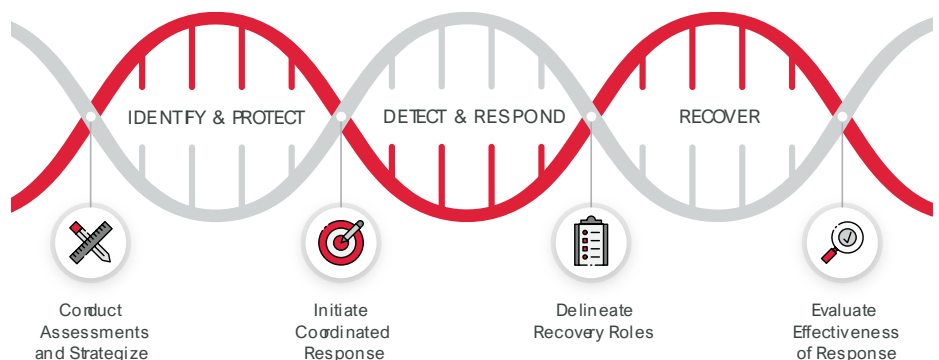 IDENTIFY & PROTECT
DETECT & RESPOND
RECOVER
Conduct
Assessments
and Strategize
Initiate
Coordinated
Response
Delineate
Recovery Roles
Evaluate
Effectiveness
of Response